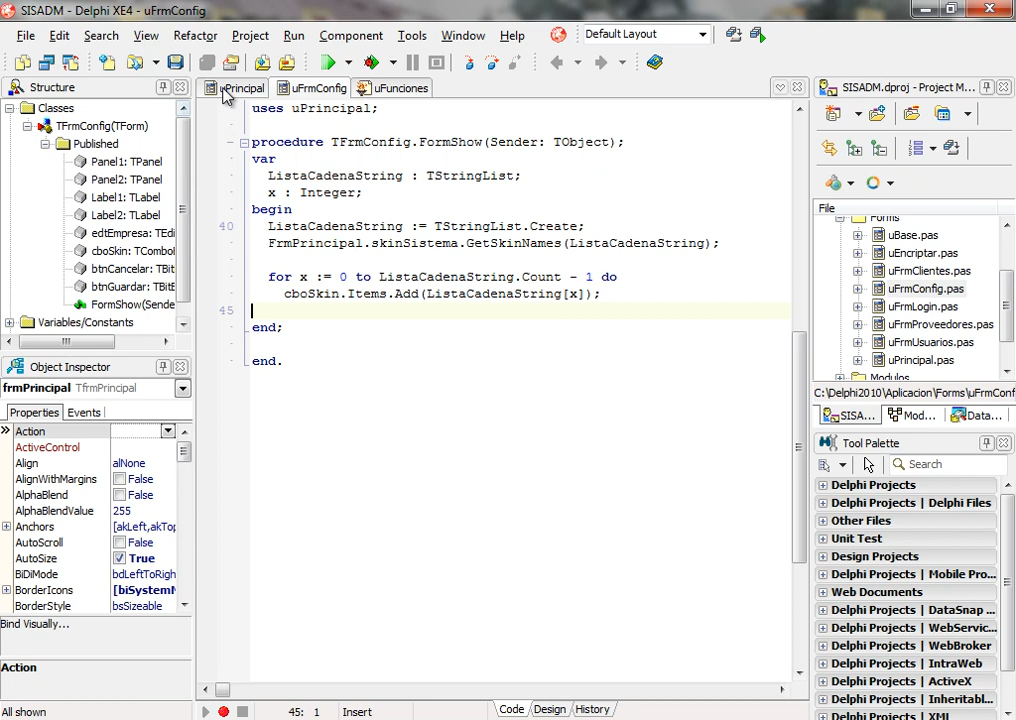 SISADM - Delphi XE4 - uFrmConfig
File Edit Search View Refactor Project Run Component Tools Window Help
Default Layout
Structure
Classes
TFrmConfig(TForm)
Published
Panel1: TPanel
Panel2: TPanel
Label1: TLabel
Label2: TLabel
edtEmpresa: TEdi
cboSkin: TCombol
btnCancelar: TBit
btnGuardar: TBitE
FormShow(Sende
Variables/Constants
Object Inspector
frmPrincipal TfrmPrincipal
Properties Events
Action
ActiveControl
Align alNone
AlignWithMargins False
AlphaBlend False
AlphaBlendValue 255
Anchors [akLeft,akTop
AutoScroll False
AutoSize True
BiDiMode bdLeftToRigh
BorderIcons [biSystemM
BorderStyle bsSizeable
Bind Visually...
Action
All shown
uPrincipal uFrmConfig uFunciones
uses uPrincipal;
procedure TFrmConfig.FormShow(Sender: TObject);
var
ListaCadenaString : TStringList;
x : Integer;
begin
40 ListaCadenaString := TStringList.Create;
FrmPrincipal.skinSistema.GetSkinNames(ListaCadenaString);
for x := 0 to ListaCadenaString.Count - 1 do
cboSkin.Items.Add(ListaCadenaString[x]);
45
end;
end.
45: 1 Insert Code Design History
SISADM.dproj - Project M...
File
Forms
uBase.pas
uEncriptar.pas
uFrmClientes.pas
uFrmConfig.pas
uFrmLogin.pas
uFrmProveedores.pas
uFrmUsuarios.pas
uPrincipal.pas
Modulos
C:\Delphi2010\Aplicacion\Forms\uFrmConf
SISA... Mod... Data...
Tool Palette
Search
Delphi Projects
Delphi Projects | Delphi Files
Other Files
Unit Test
Design Projects
Delphi Projects | Mobile Pro...
Web Documents
Delphi Projects | DataSnap ...
Delphi Projects | WebServic...
Delphi Projects | WebBroker
Delphi Projects | IntraWeb
Delphi Projects | ActiveX
Delphi Projects | Inheritabl...
Delphi Projects | XML